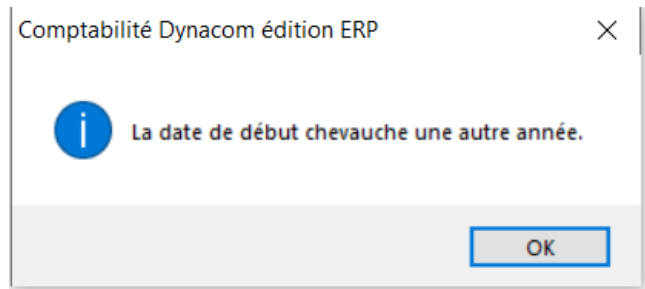 Comptabilité Dynacom édition ERP
La date de début chevauche une autre année.
OK